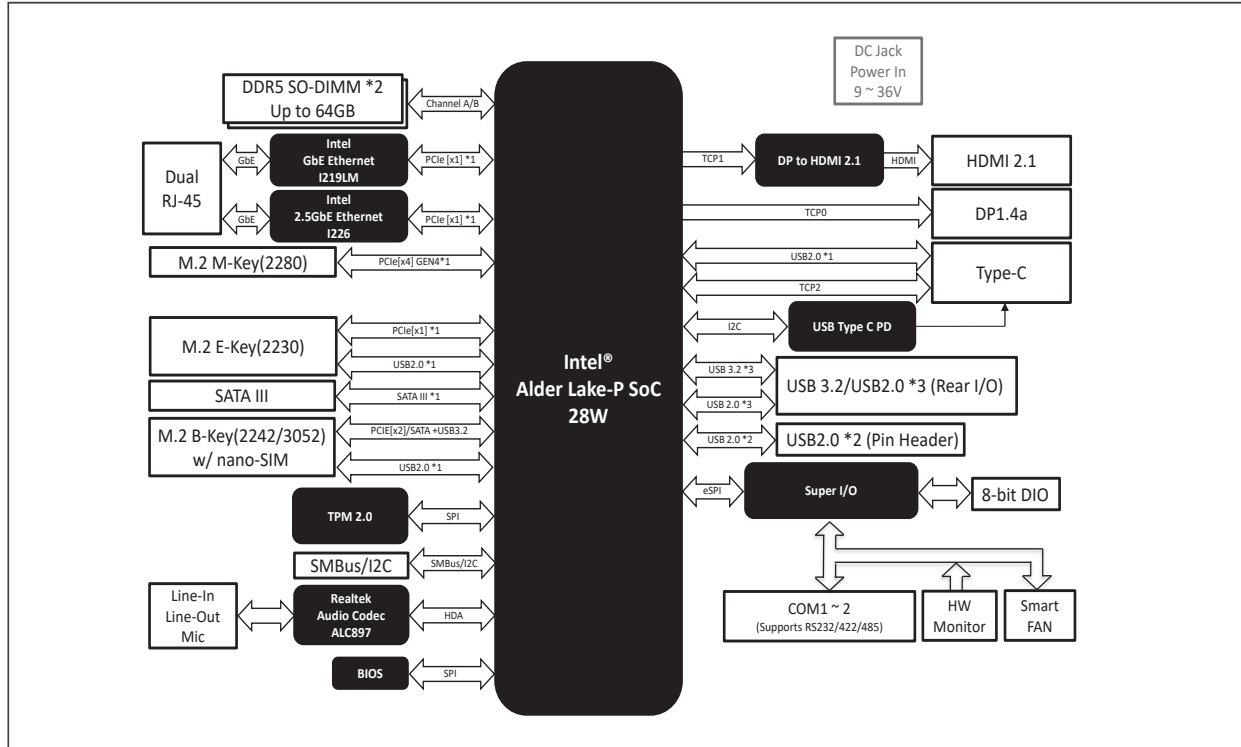 DC Jack
Power In
9 ~ 36V
DDR5 SO-DIMM *2
Up to 64GB
Channel A/B
Dual
RJ-45
GbE
Intel
GbE Ethernet
I219LM
PCIe [x1] *1
GbE
Intel
2.5GbE Ethernet
I226
PCIe [x1] *1
M.2 M-Key(2280)
PCIe[x4] GEN4*1
M.2 E-Key(2230)
PCIe[x1] *1
USB2.0 *1
SATA III
SATA III *1
M.2 B-Key(2242/3052)
w/ nano-SIM
PCIE[x2]/SATA +USB3.2
USB2.0 *1
TPM 2.0
SPI
SMBus/I2C
SMBus/I2C
Line-In
Line-Out
Mic
Realtek
Audio Codec
ALC897
HDA
BIOS
SPI
Intel®
Alder Lake-P SoC
28W
TCP1
DP to HDMI 2.1
HDMI
HDMI 2.1
TCP0
DP1.4a
USB2.0 *1
TCP2
Type-C
I2C
USB Type C PD
USB 3.2 *3
USB 2.0 *3
USB 3.2/USB2.0 *3 (Rear I/O)
USB 2.0 *2
USB2.0 *2 (Pin Header)
eSPI
Super I/O
8-bit DIO
COM1 ~ 2
(Supports RS232/422/485)
HW
Monitor
Smart
FAN